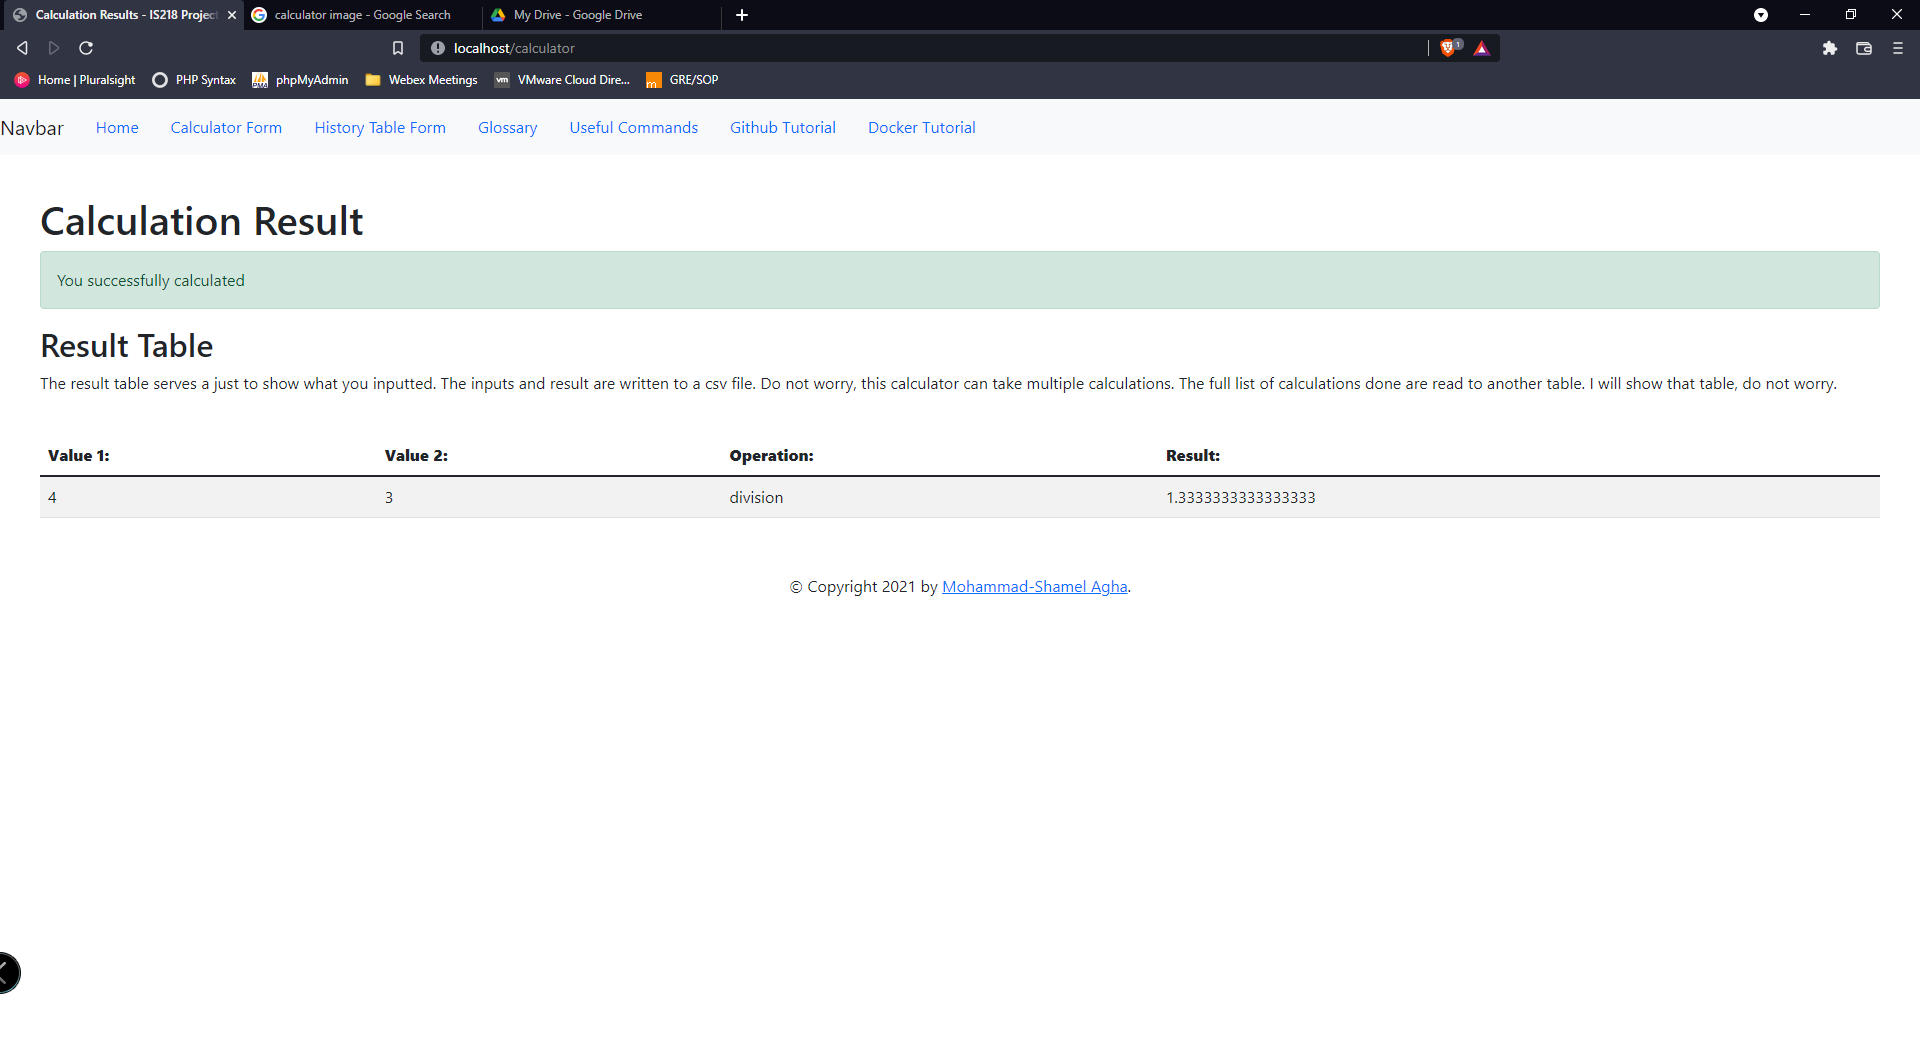 Calculation Results - IS218 Project
calculator image - Google Search
My Drive - Google Drive
localhost/calculator
1
Home | Pluralsight
PHP Syntax
phpMyAdmin
Webex Meetings
vm VMware Cloud Dire...
GRE/SOP
Navbar Home Calculator Form History Table Form Glossary Useful Commands Github Tutorial Docker Tutorial
Calculation Result
You successfully calculated
Result Table
The result table serves a just to show what you inputted. The inputs and result are written to a csv file. Do not worry, this calculator can take multiple calculations. The full list of calculations done are read to another table. I will show that table, do not worry.
Value 1: Value 2: Operation: Result:
4 3 division 1.3333333333333333
© Copyright 2021 by Mohammad-Shamel Agha.